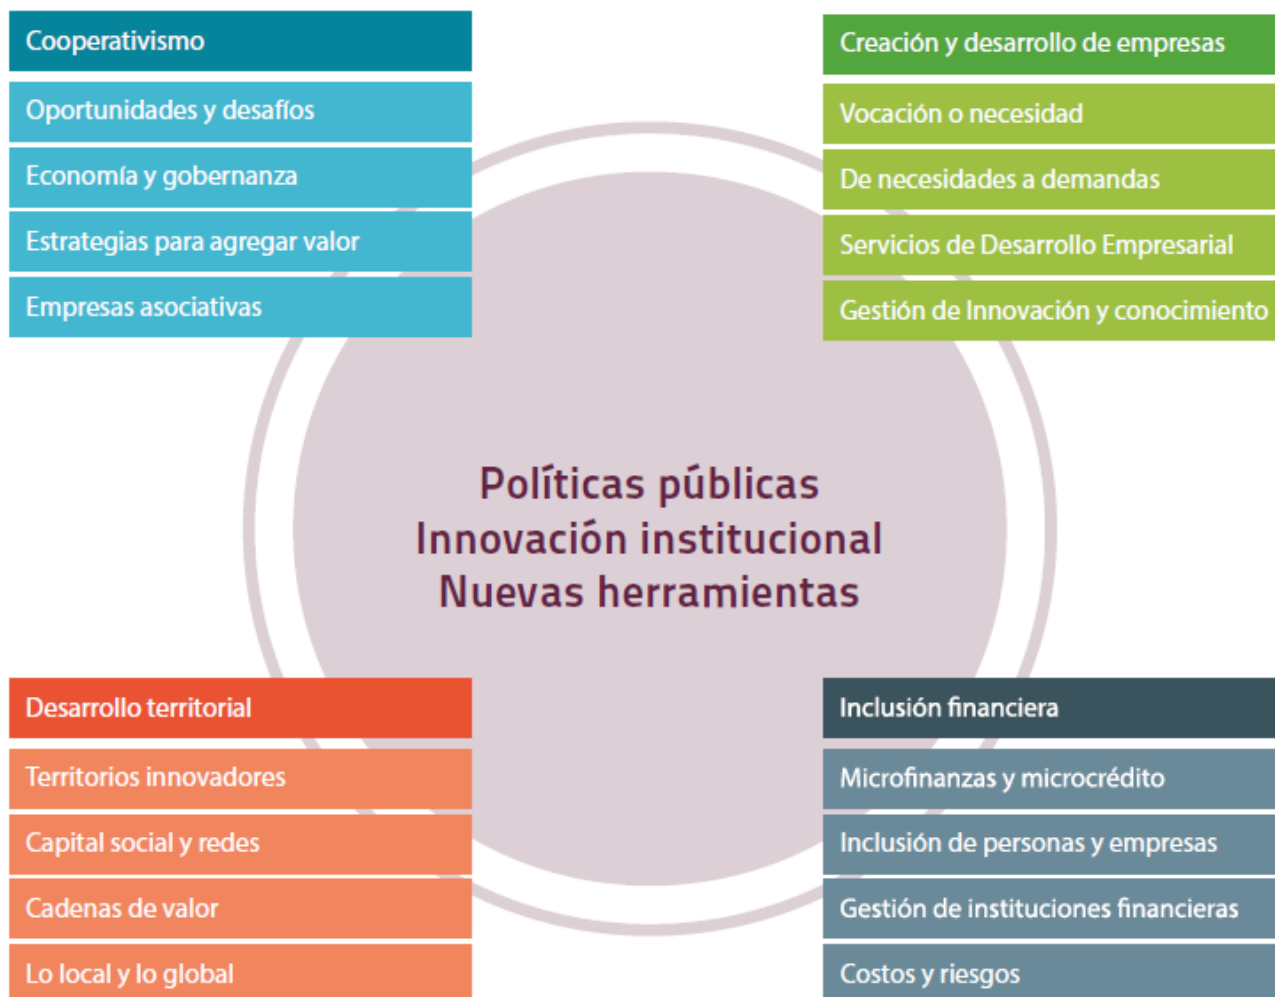 Cooperativismo
Oportunidades y desafíos
Economía y gobernanza
Estrategias para agregar valor
Empresas asociativas
Creación y desarrollo de empresas
Vocación o necesidad
De necesidades a demandas
Servicios de Desarrollo Empresarial
Gestión de Innovación y conocimiento
Políticas públicas
Innovación institucional
Nuevas herramientas
Desarrollo territorial
Territorios innovadores
Capital social y redes
Cadenas de valor
Lo local y lo global
Inclusión financiera
Microfinanzas y microcrédito
Inclusión de personas y empresas
Gestión de instituciones financieras
Costos y riesgos